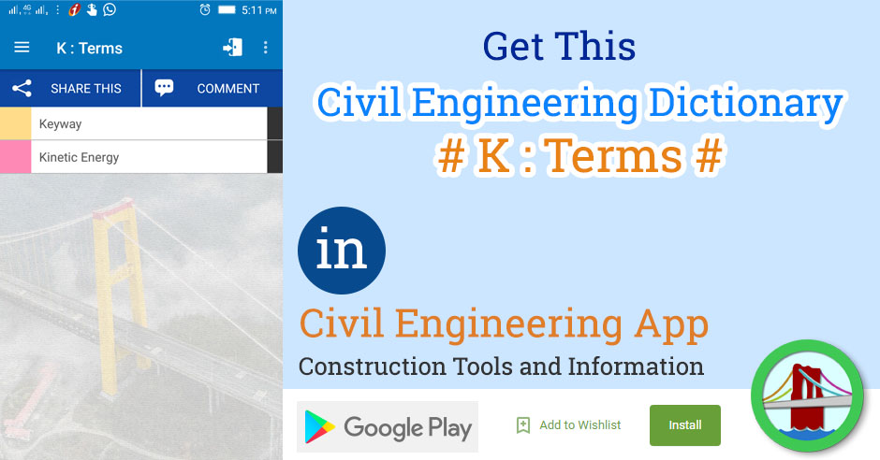 4G
5:11 PM
K : Terms
SHARE THIS
COMMENT
Keyway
Kinetic Energy
Get This
Civil Engineering Dictionary
# K : Terms #
in
Civil Engineering App
Construction Tools and Information
Google Play
Add to Wishlist
Install